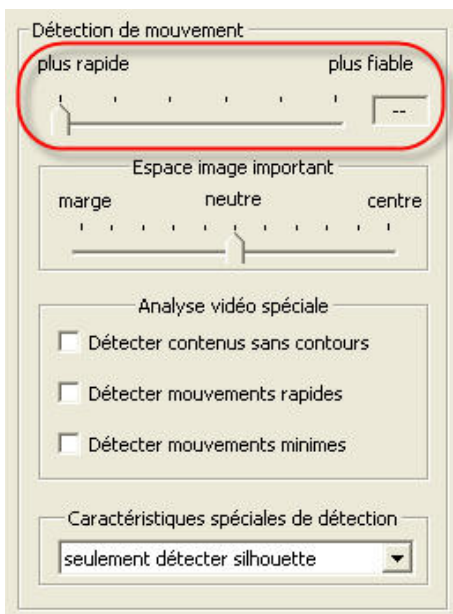 Détection de mouvement
plus rapide plus fiable
--
Espace image important
marge neutre centre
Analyse vidéo spéciale
Détecter contenus sans contours
Détecter mouvements rapides
Détecter mouvements minimes
Caractéristiques spéciales de détection
seulement détecter silhouette